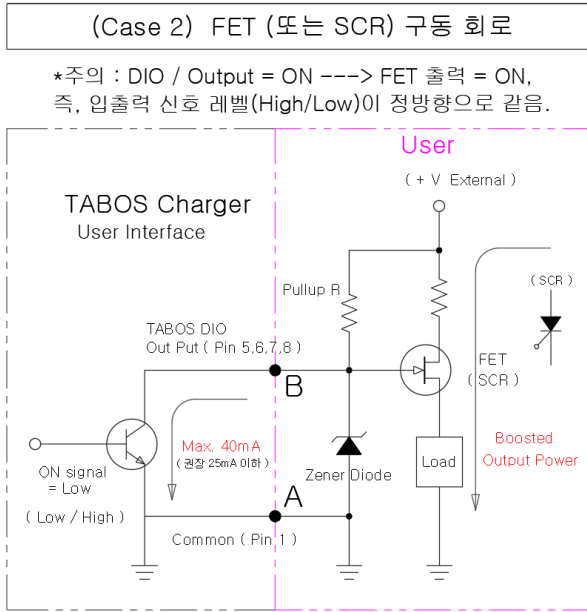 (Case 2) FET (또는 SCR) 구동 회로
*주의 : DIO / Output = ON ---> FET 출력 = ON,
즉, 입출력 신호 레벨(High/Low)이 정방향으로 같음.
User
( + V External )
TABOS Charger
User Interface
Pullup R
( SCR )
TABOS DIO
Out Put ( Pin 5,6,7,8 )
B
FET
( SCR )
Max. 40mA
( 권장 25mA 이하 )
Zener Diode
Load
Boosted
Output Power
ON signal
= Low
( Low / High )
A
Common ( Pin 1 )